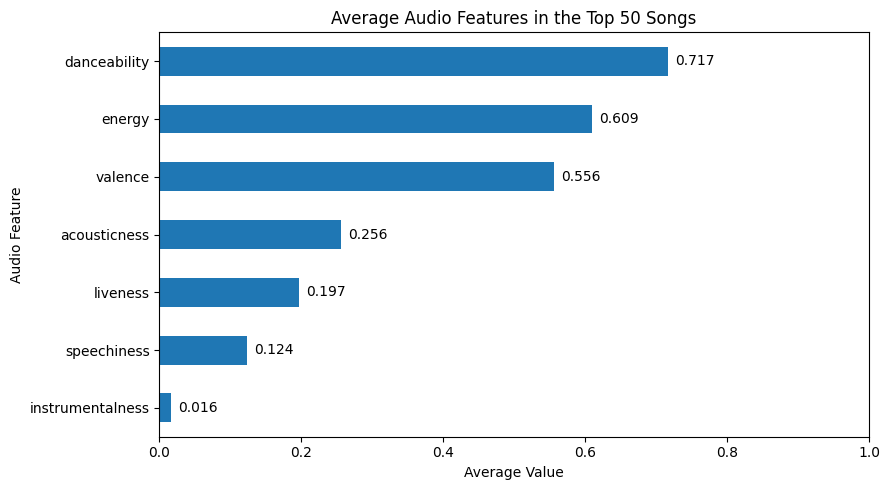 Average Audio Features in the Top 50 Songs
Audio Feature
danceability 0.717
energy 0.609
valence 0.556
acousticness 0.256
liveness 0.197
speechiness 0.124
instrumentalness 0.016
0.0 0.2 0.4 0.6 0.8 1.0
Average Value